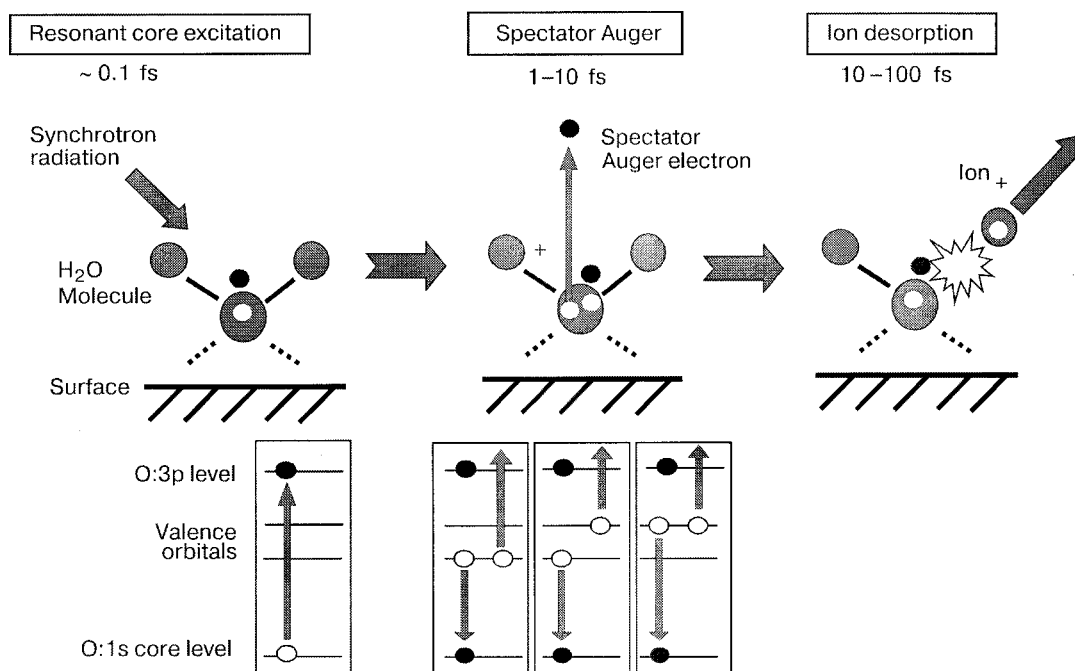 Resonant core excitation
~ 0.1 fs
Spectator Auger
1–10 fs
Ion desorption
10–100 fs
Synchrotron
radiation
Spectator
Auger electron
Ion +
+
H₂O
Molecule
Surface
O:3p level
Valence
orbitals
O:1s core level